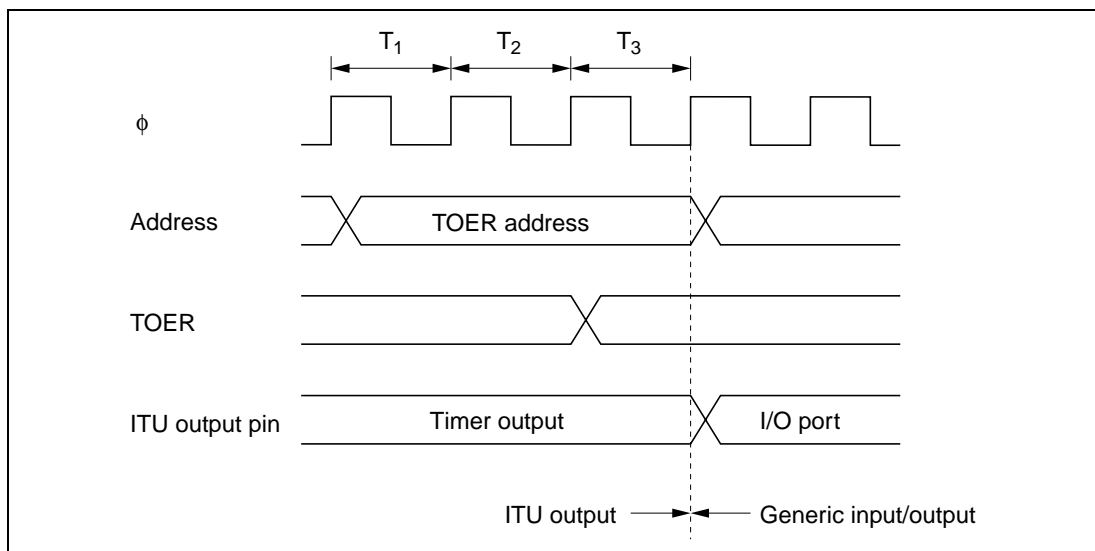 T1 T2 T3
ϕ
Address TOER address
TOER
ITU output pin Timer output I/O port
ITU output Generic input/output